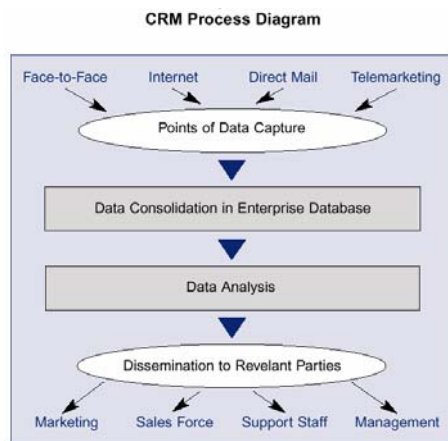 CRM Process Diagram
Face-to-Face Internet Direct Mail Telemarketing
Points of Data Capture
Data Consolidation in Enterprise Database
Data Analysis
Dissemination to Revelant Parties
Marketing Sales Force Support Staff Management